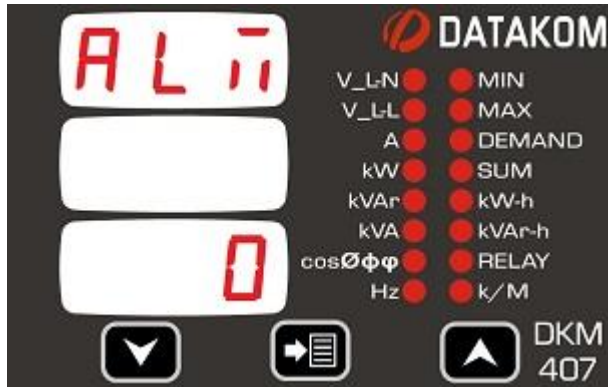 ALM
DATAKOM
V_L-N MIN
V_L-L MAX
A DEMAND
kW SUM
kVAr kW-h
kVA kVAr-h
cosØφφ RELAY
Hz k/M
0
DKM
407